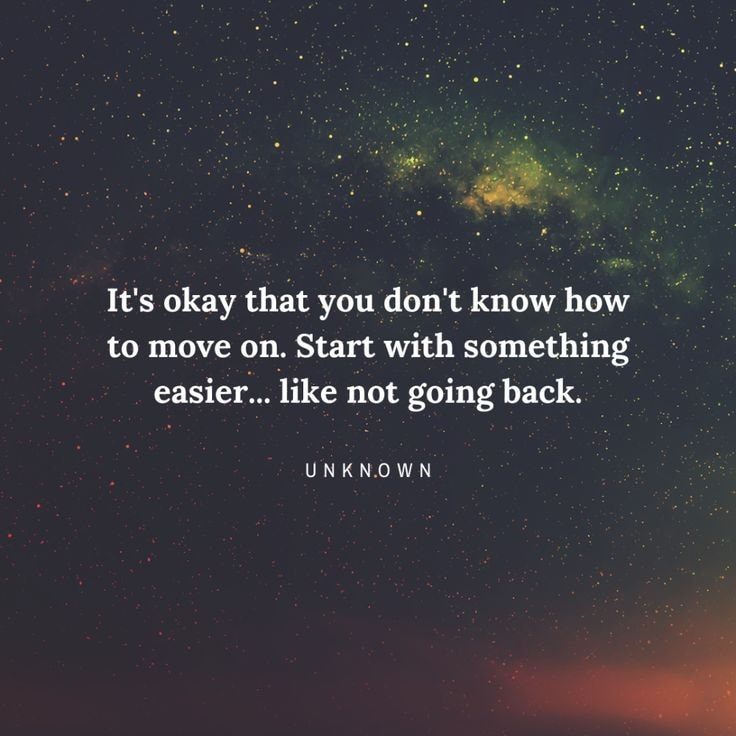 It's okay that you don't know how
to move on. Start with something
easier... like not going back.
UNKNOWN